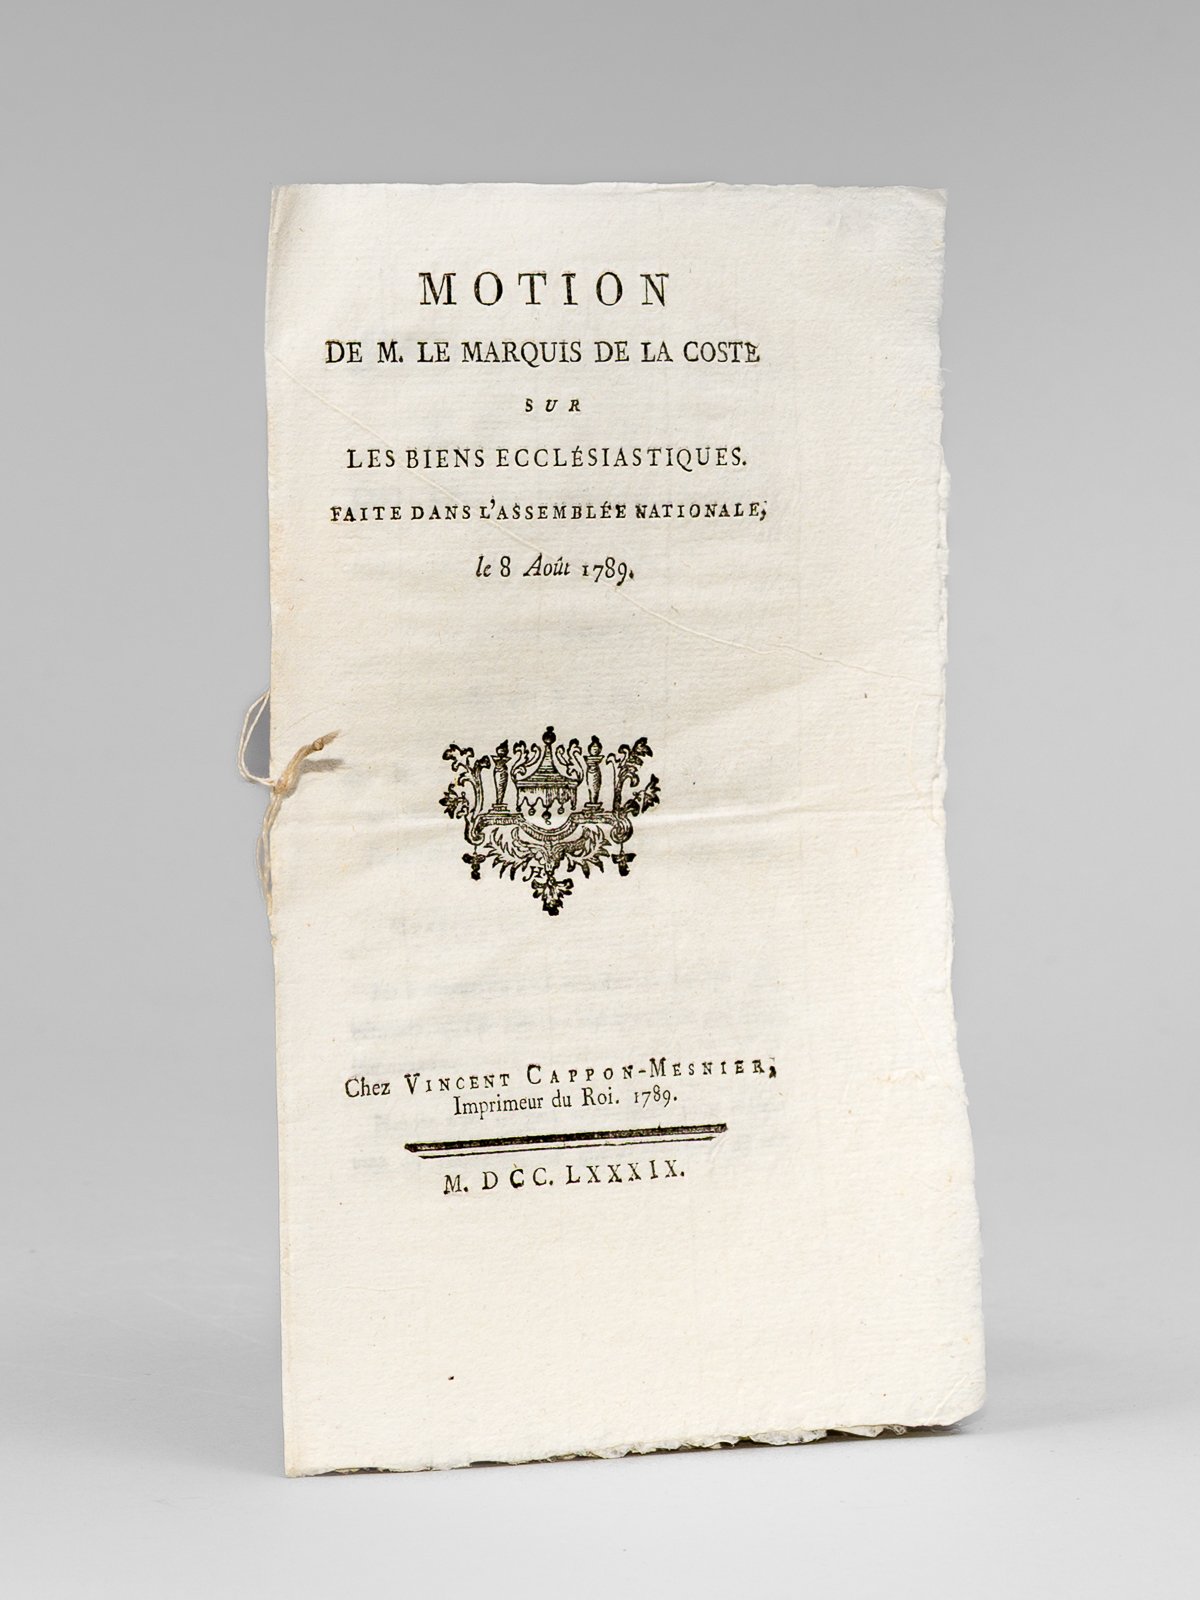 MOTION
DE M. LE MARQUIS DE LA COSTE
SUR
LES BIENS ECCLÉSIASTIQUES.
FAITE DANS L'ASSEMBLÉE NATIONALE,
le 8 Août 1789.
Chez VINCENT CAPPON-MESNIER,
Imprimeur du Roi. 1789.
M. DCC. LXXXIX.